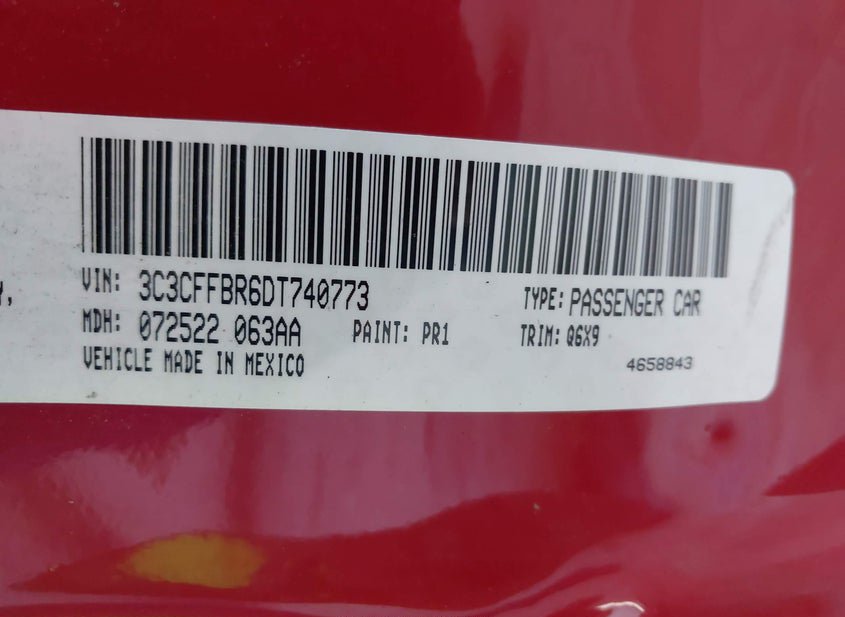 VIN: 3C3CFFBR6DT740773 TYPE: PASSENGER CAR
MDH: 072522 063AA PAINT: PR1 TRIM: Q6X9
VEHICLE MADE IN MEXICO 4658843